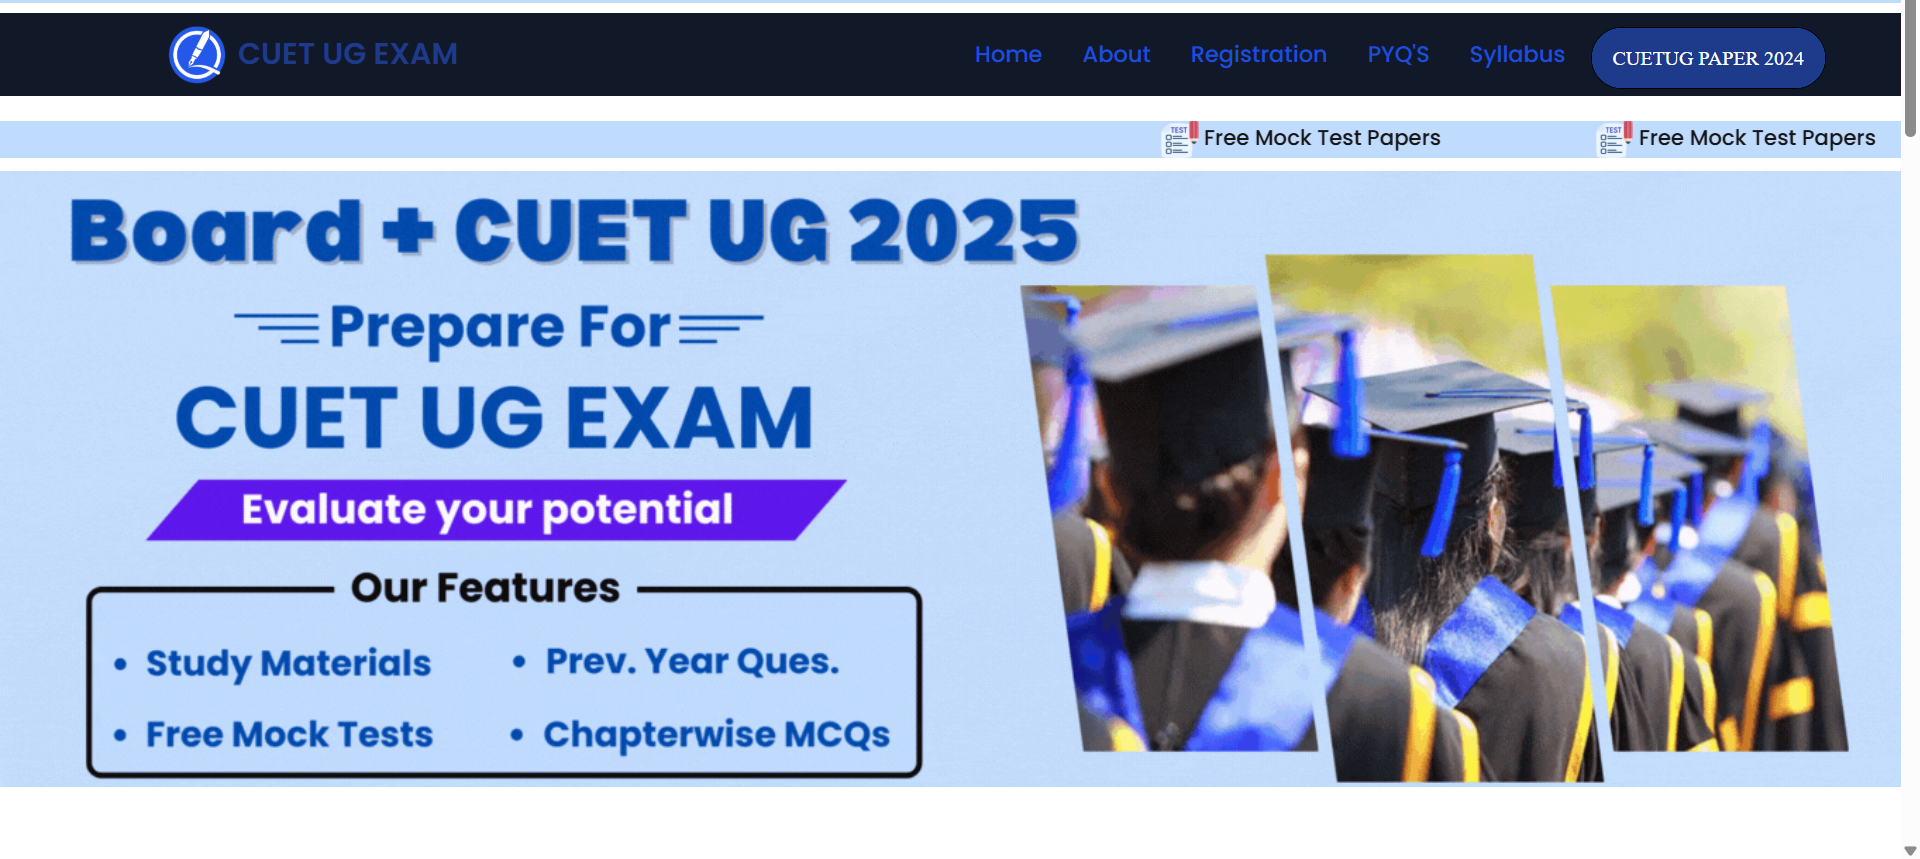 CUET UG EXAM
Home About Registration PYQ'S Syllabus CUETUG PAPER 2024
TEST Free Mock Test Papers TEST Free Mock Test Papers
Board + CUET UG 2025
Prepare For
CUET UG EXAM
Evaluate your potential
Our Features
• Study Materials • Prev. Year Ques.
• Free Mock Tests • Chapterwise MCQs